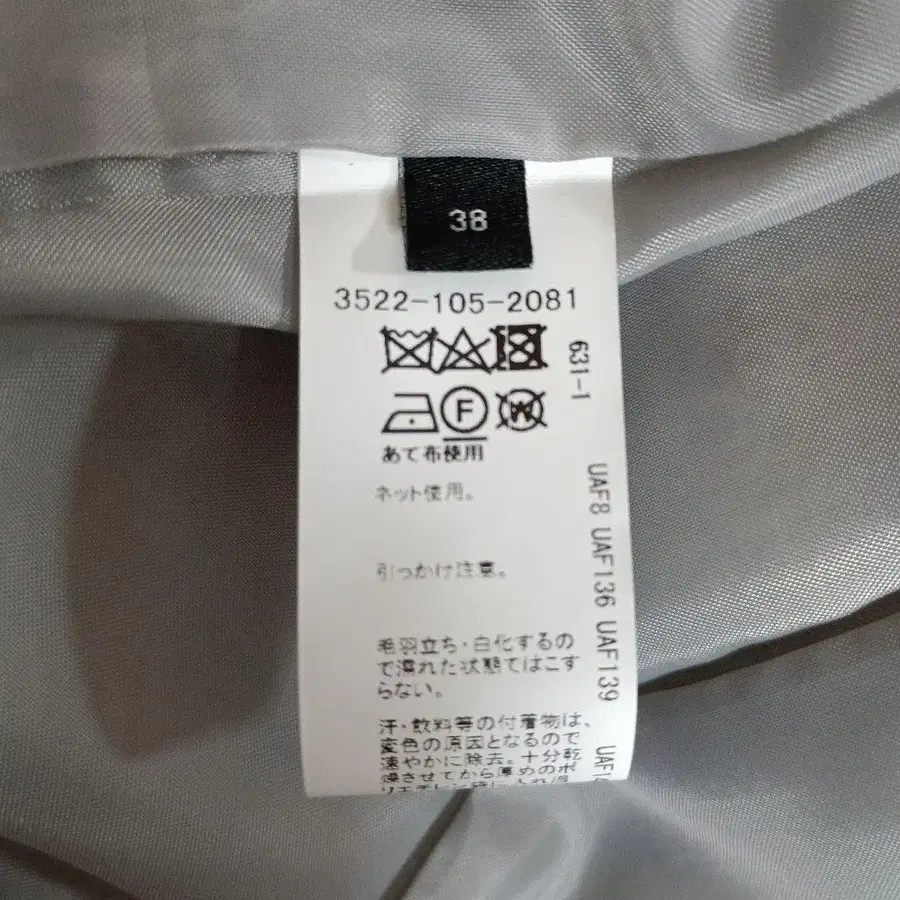 38
3522-105-2081
631-1
F
W
あて布使用
ネット使用。
引っかけ注意。
毛羽立ち・白化するの
で濡れた状態ではこす
らない。
汗・飲料等の付着物は、
変色の原因となるので
速やかに除去。十分乾
燥させてから厚めのポ
UAF8 UAF136 UAF139